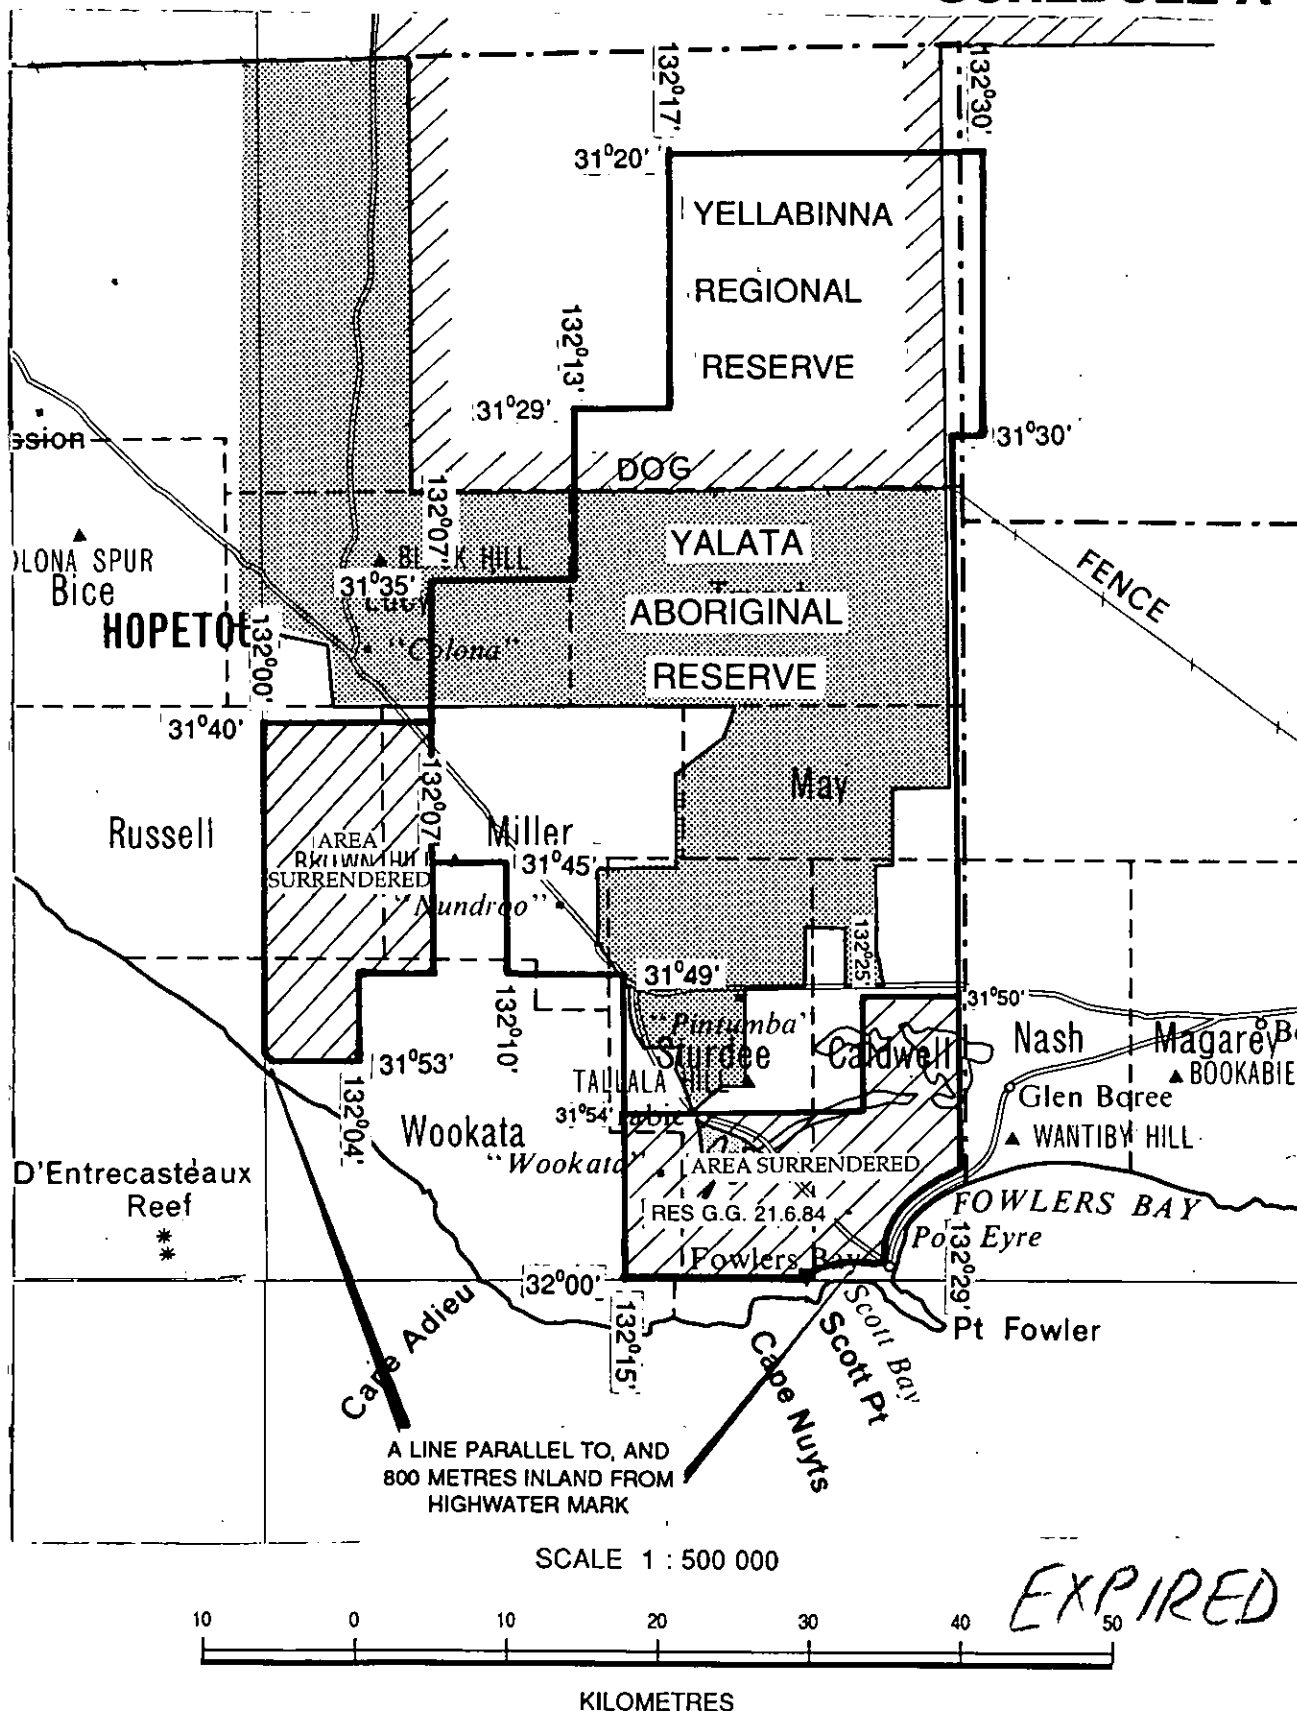 132°17'
132°30'
31°20'
YELLABINNA
REGIONAL
RESERVE
132°13'
31°29'
31°30'
DOG
132°07'
YALATA
ABORIGINAL
RESERVE
FENCE
HILL
31°35'
"Colona"
Bice
132°00'
31°40'
132°07'
May
Russell
Miller
AREA
SURRENDERED
31°45'
"Nundroo"
132°25'
31°49'
31°50'
"Pintumba"
132°10'
Sturdee
Caldwell
Nash
Magarey
BOOKABIE
31°53'
TALLALA HILL
Glen Boree
31°54'
132°04'
Wookata
WANTIBY HILL
"Wookata"
AREA SURRENDERED
D'Entrecasteaux
Reef
RES G.G. 21.6.84
FOWLERS BAY
Eyre
Fowlers Bay
132°29'
32°00'
132°15'
Cape Adieu
Scott Bay
Scott Pt
Cape Nuyts
Pt Fowler
A LINE PARALLEL TO, AND
800 METRES INLAND FROM
HIGHWATER MARK
SCALE 1 : 500 000
EXPIRED
10 0 10 20 30 40 50
KILOMETRES